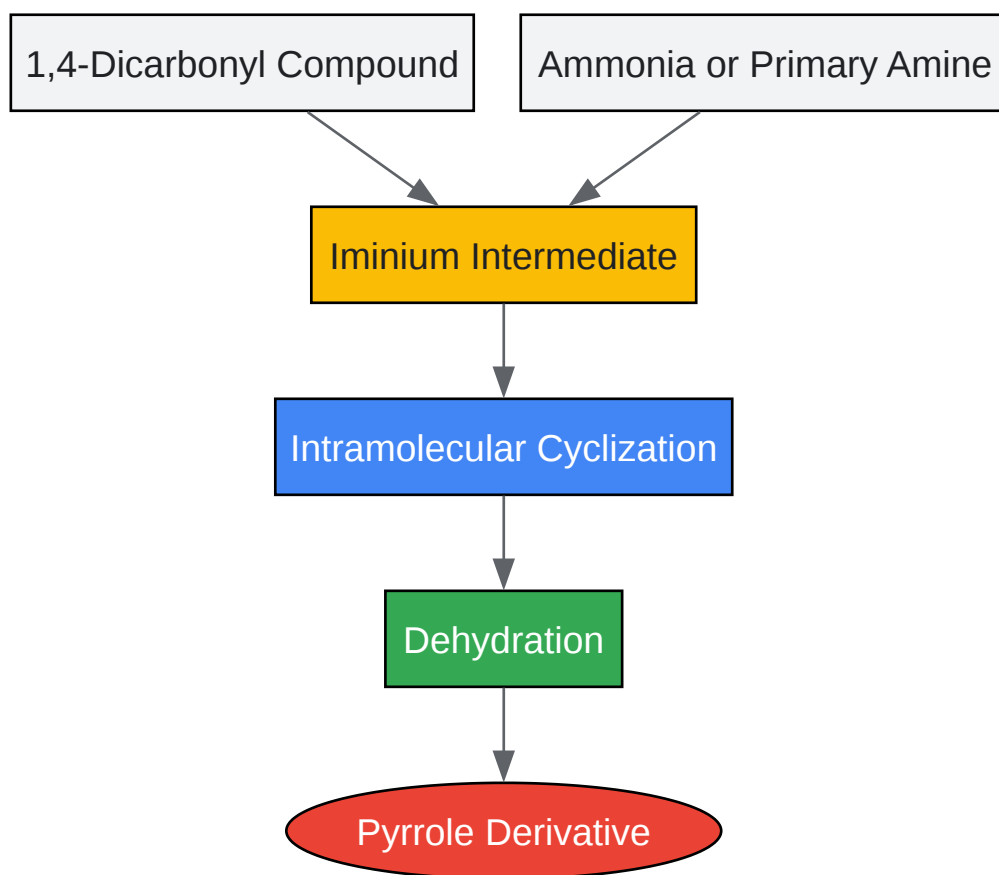 1,4-Dicarbonyl Compound
Ammonia or Primary Amine
Iminium Intermediate
Intramolecular Cyclization
Dehydration
Pyrrole Derivative